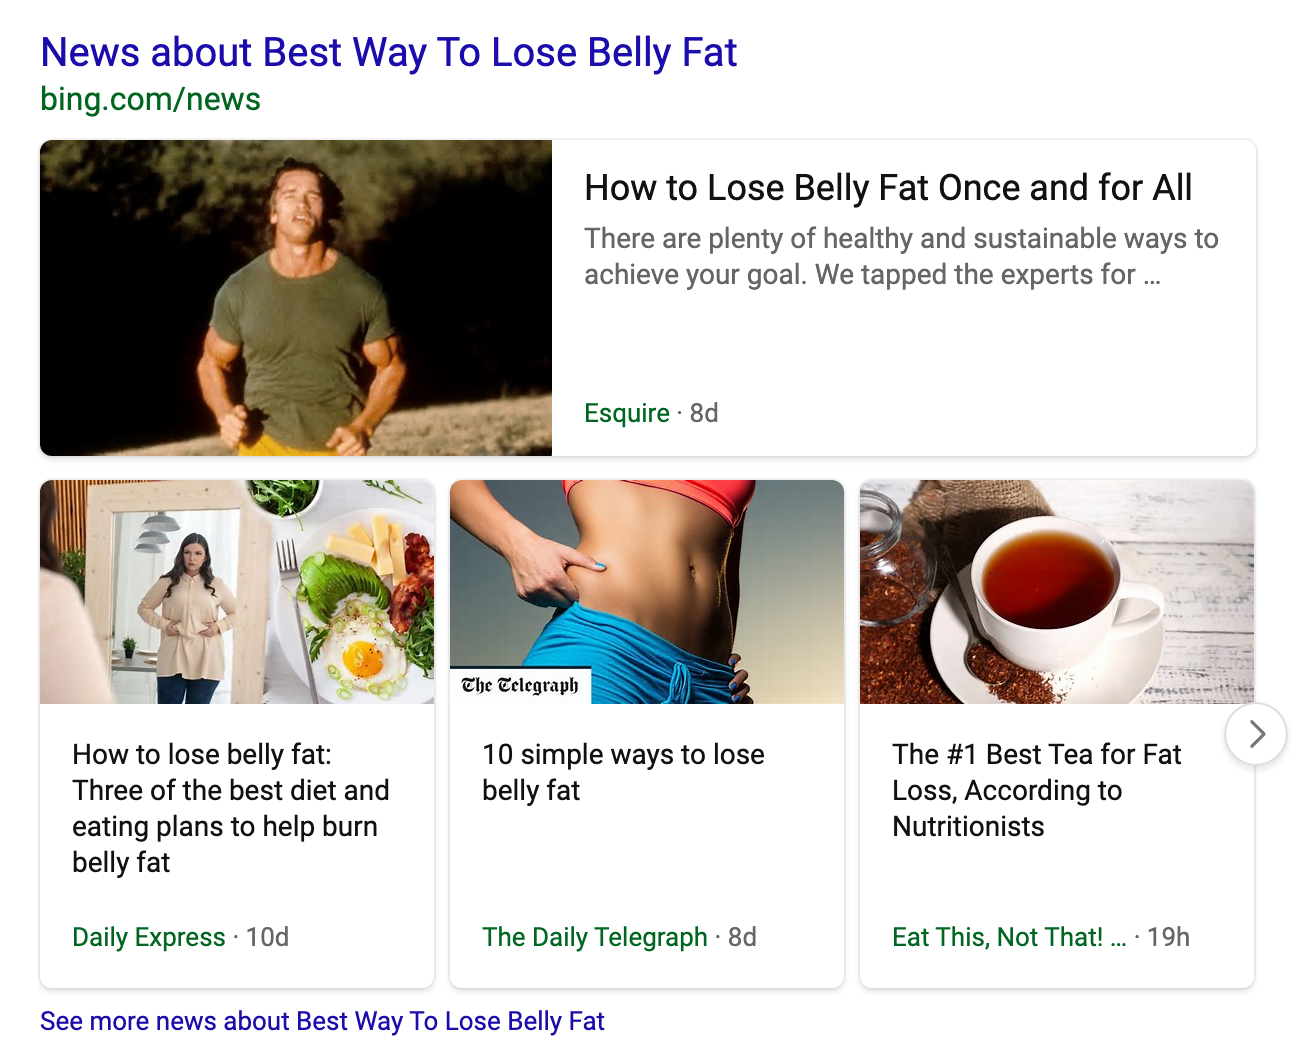 News about Best Way To Lose Belly Fat
bing.com/news
How to Lose Belly Fat Once and for All
There are plenty of healthy and sustainable ways to
achieve your goal. We tapped the experts for ...
Esquire · 8d
The Telegraph
How to lose belly fat:
Three of the best diet and
eating plans to help burn
belly fat
Daily Express · 10d
10 simple ways to lose
belly fat
The Daily Telegraph · 8d
The #1 Best Tea for Fat
Loss, According to
Nutritionists
Eat This, Not That! ... · 19h
See more news about Best Way To Lose Belly Fat